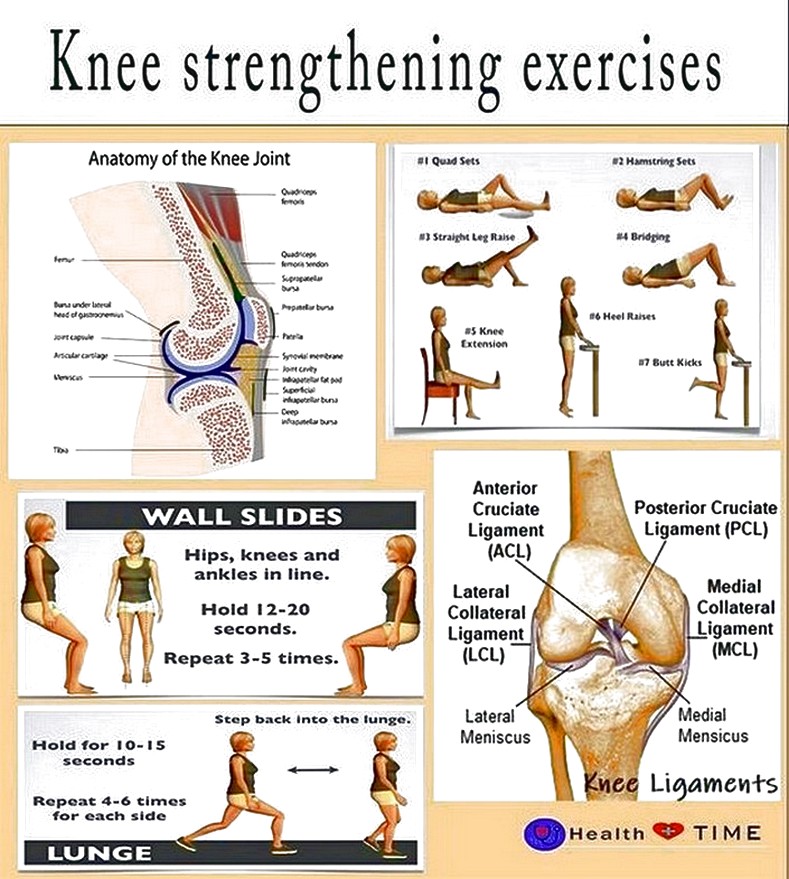 Knee strengthening exercises
Anatomy of the Knee Joint
Quadriceps
femoris
Femur
Quadriceps
femoris tendon
Suprapatellar
bursa
Bursa under lateral
head of gastrocnemius
Prepatellar bursa
Joint capsule
Patella
Articular cartilage
Synovial membrane
Joint cavity
Meniscus
Infrapatellar fat pad
Superficial
infrapatellar bursa
Deep
infrapatellar bursa
Tibia
#1 Quad Sets
#2 Hamstring Sets
#3 Straight Leg Raise
#4 Bridging
#5 Knee
Extension
#6 Heel Raises
#7 Butt Kicks
WALL SLIDES
Hips, knees and
ankles in line.
Hold 12-20
seconds.
Repeat 3-5 times.
Step back into the lunge.
Hold for 10-15
seconds
Repeat 4-6 times
for each side
LUNGE
Anterior
Cruciate
Ligament
(ACL)
Posterior Cruciate
Ligament (PCL)
Lateral
Collateral
Ligament
(LCL)
Medial
Collateral
Ligament
(MCL)
Lateral
Meniscus
Medial
Mensicus
Knee Ligaments
Health TIME